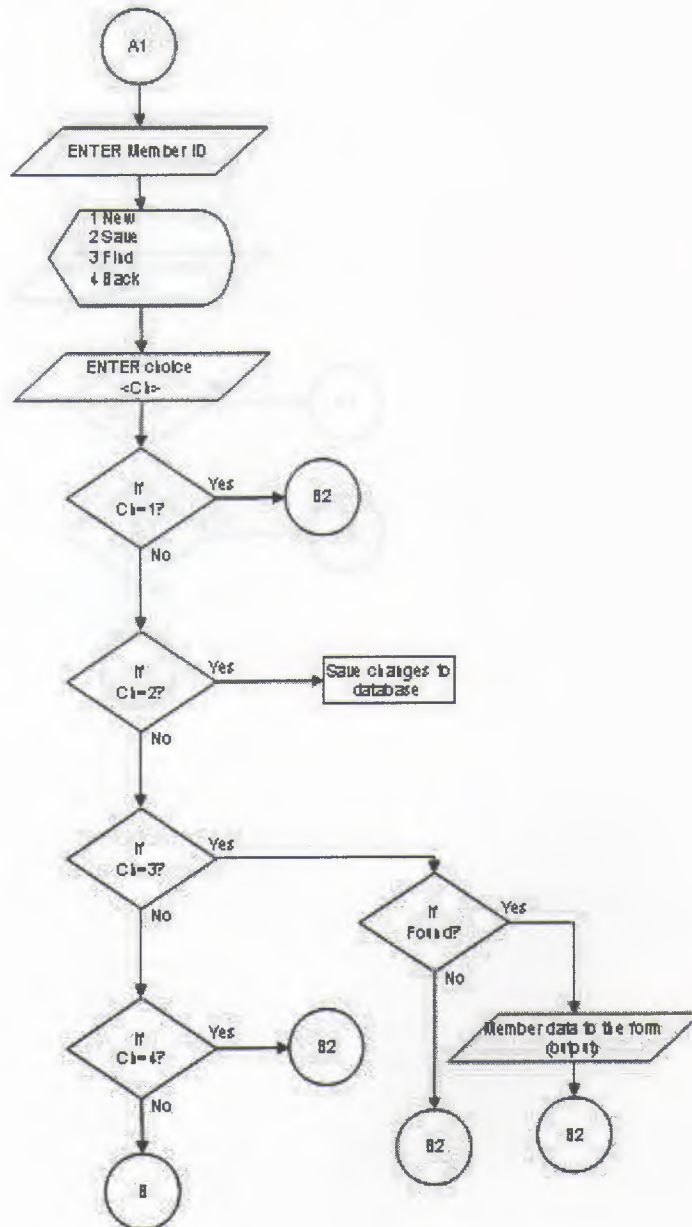 A1
ENTER Member ID
1 New
2 Save
3 Find
4 Back
ENTER choice
<Ch>
If
Ch=1?
Yes
B2
No
If
Ch=2?
Yes
Save changes to
database
No
If
Ch=3?
Yes
If
Found?
Yes
No
No
Member data to the form
(output)
If
Ch=4?
Yes
B2
No
B2
B2
B